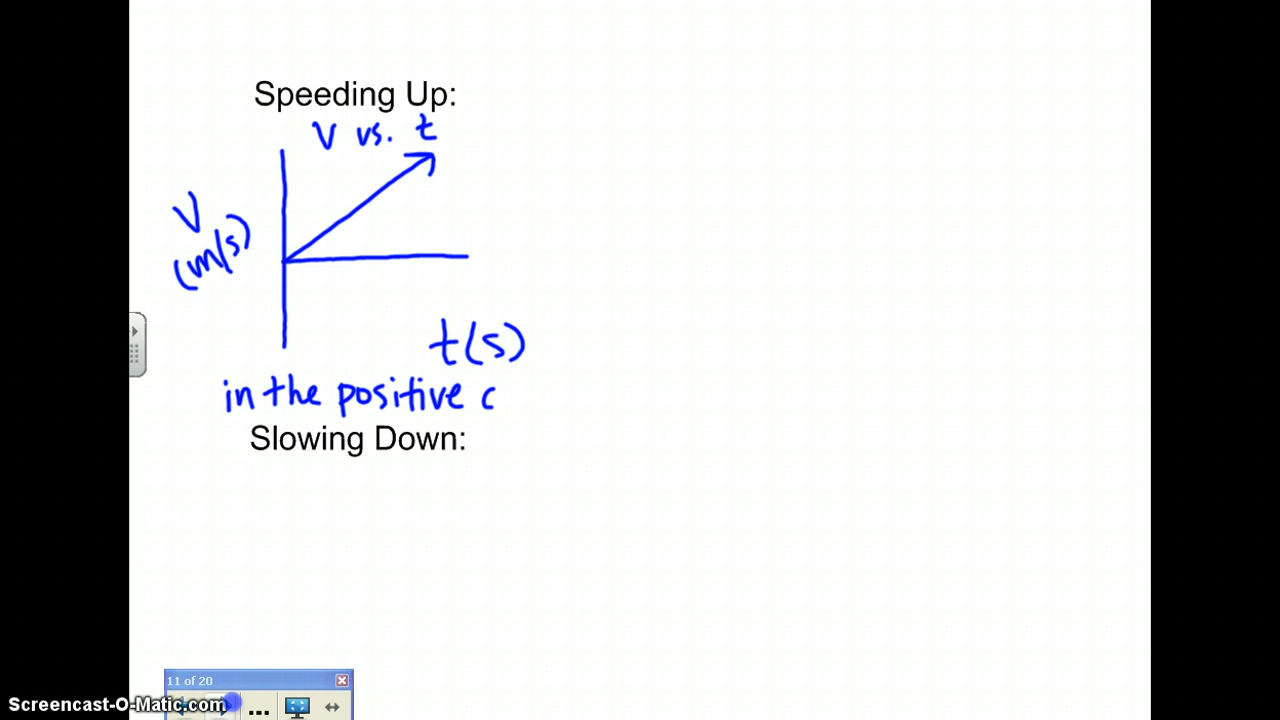 Speeding Up:
V vs. t
V
(m/s)
t(s)
in the positive c
Slowing Down:
11 of 20
Screencast-O-Matic.com
...